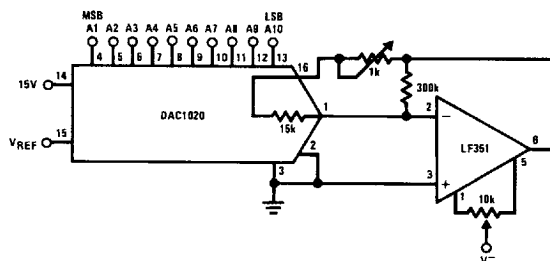 MSB LSB
A1 A2 A3 A4 A5 A6 A7 A8 A9 A10
4 5 6 7 8 9 10 11 12 13
16
1k
15V 14
300k
DAC1020
15k
1
2
6
VREF 15
LF351
2
3
3
5
1
10k
V−